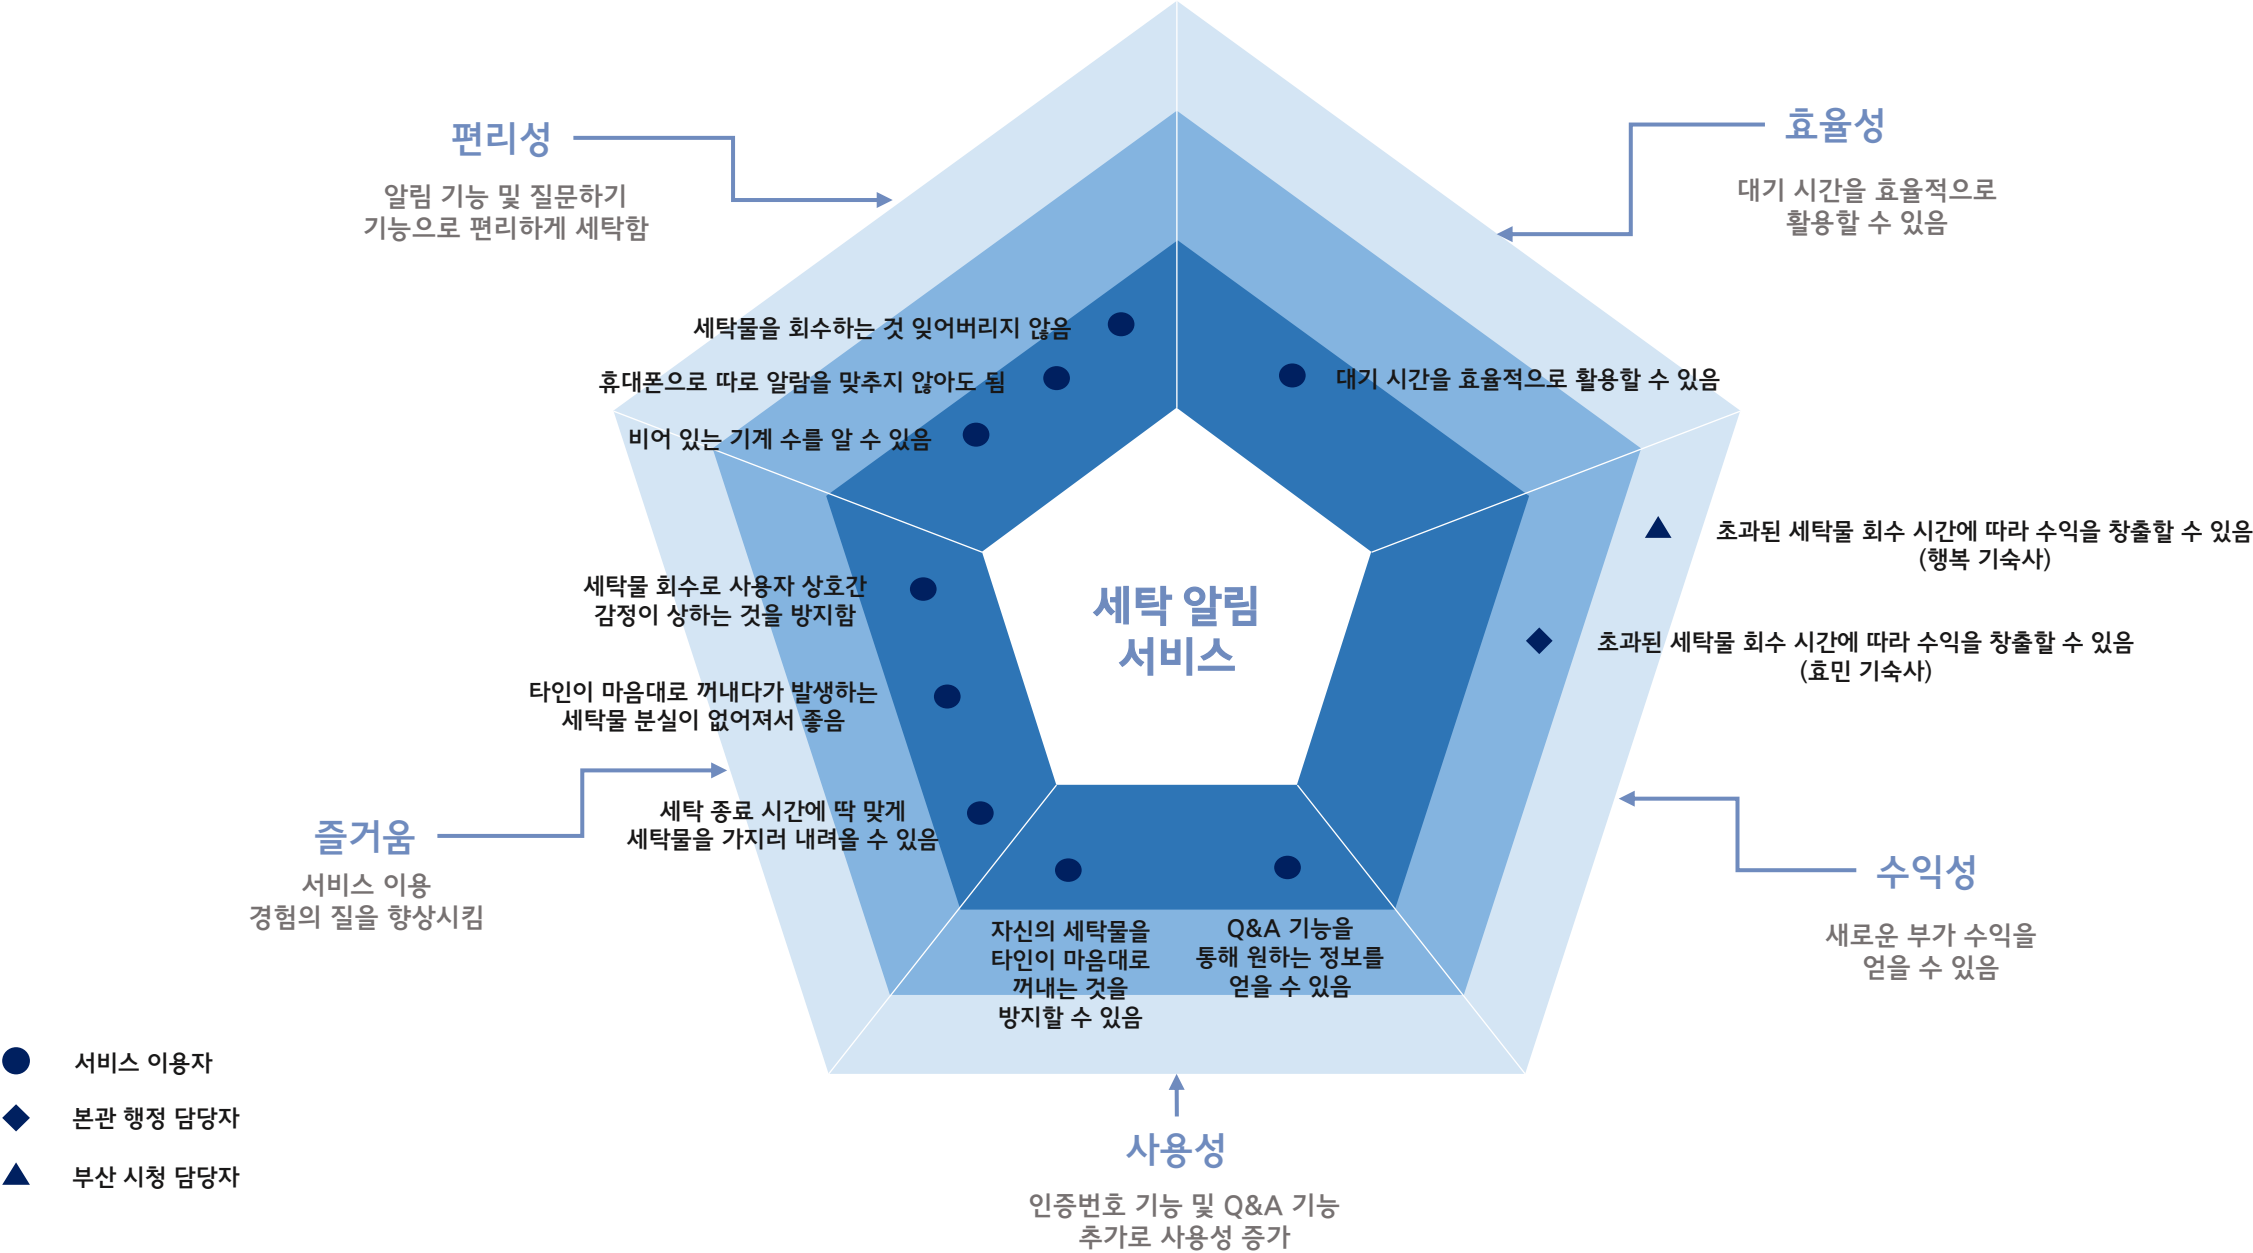 편리성
알림 기능 및 질문하기
기능으로 편리하게 세탁함
효율성
대기 시간을 효율적으로
활용할 수 있음
세탁물을 회수하는 것 잊어버리지 않음
휴대폰으로 따로 알람을 맞추지 않아도 됨
비어 있는 기계 수를 알 수 있음
대기 시간을 효율적으로 활용할 수 있음
초과된 세탁물 회수 시간에 따라 수익을 창출할 수 있음
(행복 기숙사)
초과된 세탁물 회수 시간에 따라 수익을 창출할 수 있음
(효민 기숙사)
세탁 알림
서비스
세탁물 회수로 사용자 상호간
감정이 상하는 것을 방지함
타인이 마음대로 꺼내다가 발생하는
세탁물 분실이 없어져서 좋음
세탁 종료 시간에 딱 맞게
세탁물을 가지러 내려올 수 있음
즐거움
서비스 이용
경험의 질을 향상시킴
수익성
새로운 부가 수익을
얻을 수 있음
자신의 세탁물을
타인이 마음대로
꺼내는 것을
방지할 수 있음
Q&A 기능을
통해 원하는 정보를
얻을 수 있음
서비스 이용자
본관 행정 담당자
부산 시청 담당자
사용성
인증번호 기능 및 Q&A 기능
추가로 사용성 증가